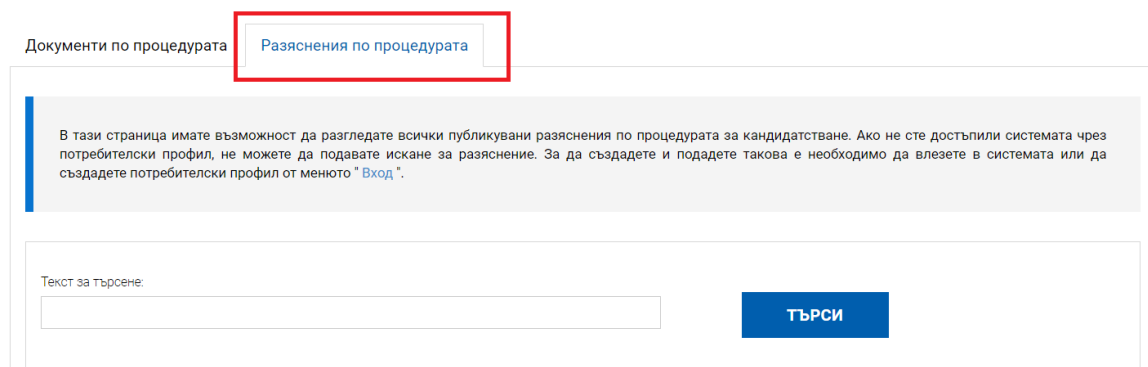 Документи по процедурата
Разяснения по процедурата
В тази страница имате възможност да разгледате всички публикувани разяснения по процедурата за кандидатстване. Ако не сте достъпили системата чрез
потребителски профил, не можете да подавате искане за разяснение. За да създадете и подадете такова е необходимо да влезете в системата или да
създадете потребителски профил от менюто " Вход ".
Текст за търсене:
ТЪРСИ